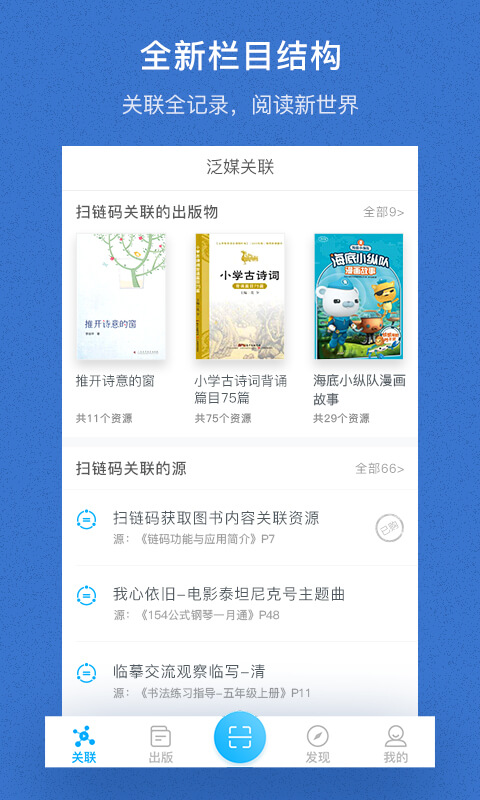 全新栏目结构
关联全记录，阅读新世界
泛媒关联
扫链码关联的出版物
全部9>
推开诗意的窗
小学古诗词
背诵篇目75篇
海底小纵队
漫画故事
推开诗意的窗
共11个资源
小学古诗词背诵
篇目75篇
共75个资源
海底小纵队漫画
故事
共29个资源
扫链码关联的源
全部66>
扫链码获取图书内容关联资源
源：《链码功能与应用简介》P7
已购
我心依旧-电影泰坦尼克号主题曲
源：《154公式钢琴一月通》P48
临摹交流观察临写-清
源：《书法练习指导-五年级上册》P11
关联
出版
发现
我的